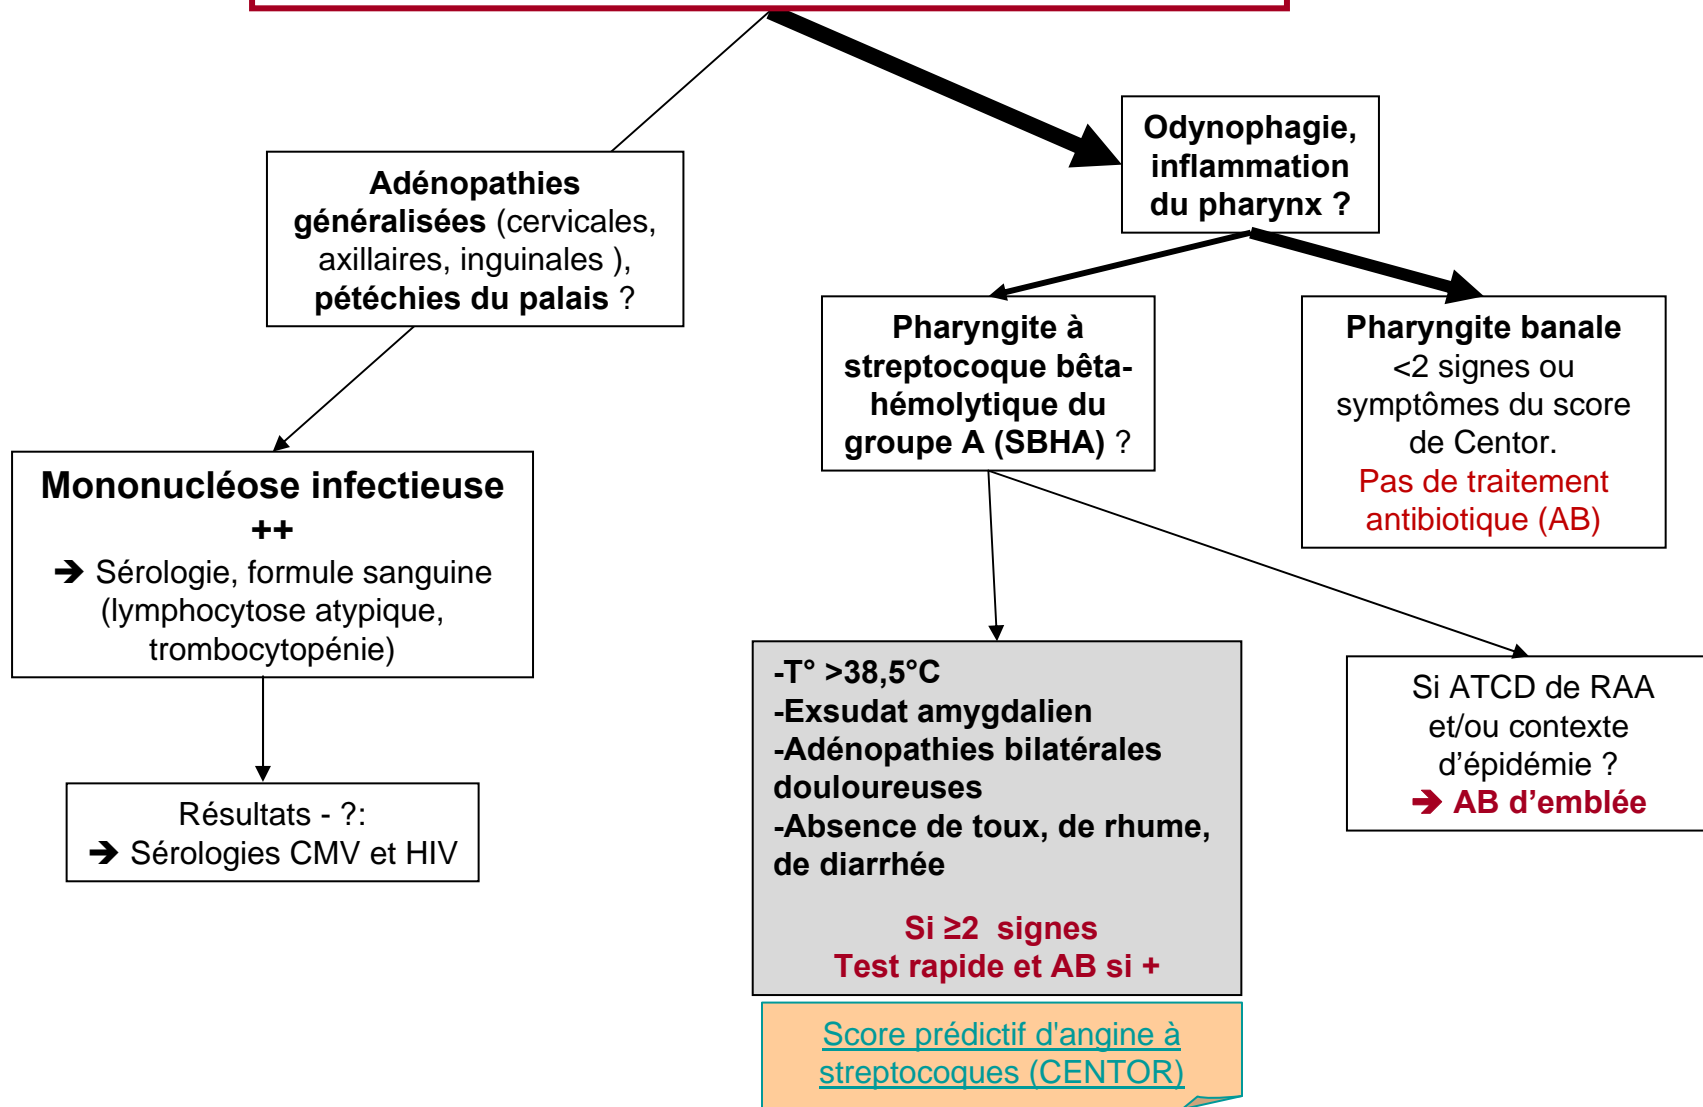 Odynophagie,
inflammation
du pharynx ?
Adénopathies
généralisées (cervicales,
axillaires, inguinales ),
pétéchies du palais ?
Pharyngite à
streptocoque bêta-
hémolytique du
groupe A (SBHA) ?
Pharyngite banale
<2 signes ou
symptômes du score
de Centor.
Pas de traitement
antibiotique (AB)
Mononucléose infectieuse
++
➔ Sérologie, formule sanguine
(lymphocytose atypique,
trombocytopénie)
-T° >38,5°C
-Exsudat amygdalien
-Adénopathies bilatérales
douloureuses
-Absence de toux, de rhume,
de diarrhée
Si ≥2 signes
Test rapide et AB si +
Si ATCD de RAA
et/ou contexte
d'épidémie ?
➔ AB d'emblée
Résultats - ?:
➔ Sérologies CMV et HIV
Score prédictif d'angine à
streptocoques (CENTOR)